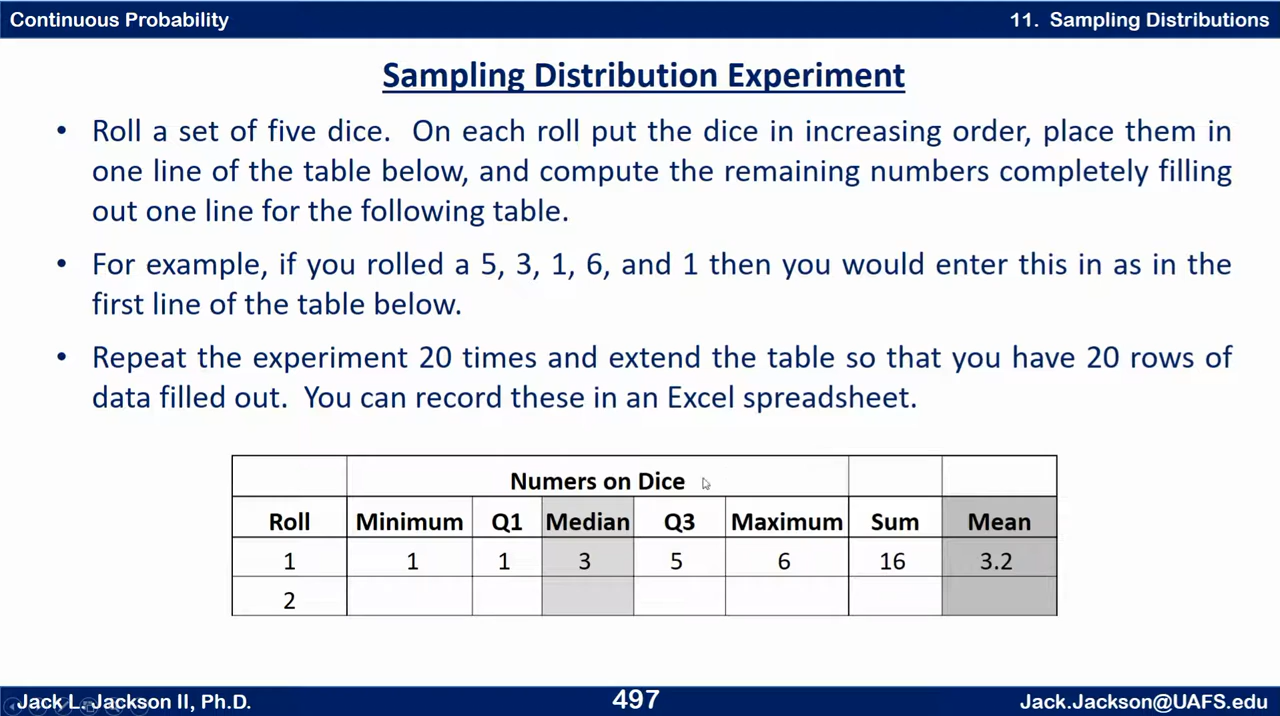 Continuous Probability
11. Sampling Distributions
Sampling Distribution Experiment
• Roll a set of five dice. On each roll put the dice in increasing order, place them in
one line of the table below, and compute the remaining numbers completely filling
out one line for the following table.
• For example, if you rolled a 5, 3, 1, 6, and 1 then you would enter this in as in the
first line of the table below.
• Repeat the experiment 20 times and extend the table so that you have 20 rows of
data filled out. You can record these in an Excel spreadsheet.
Numers on Dice
Roll Minimum Q1 Median Q3 Maximum Sum Mean
1 1 1 3 5 6 16 3.2
2
Jack L. Jackson II, Ph.D.
497
Jack.Jackson@UAFS.edu